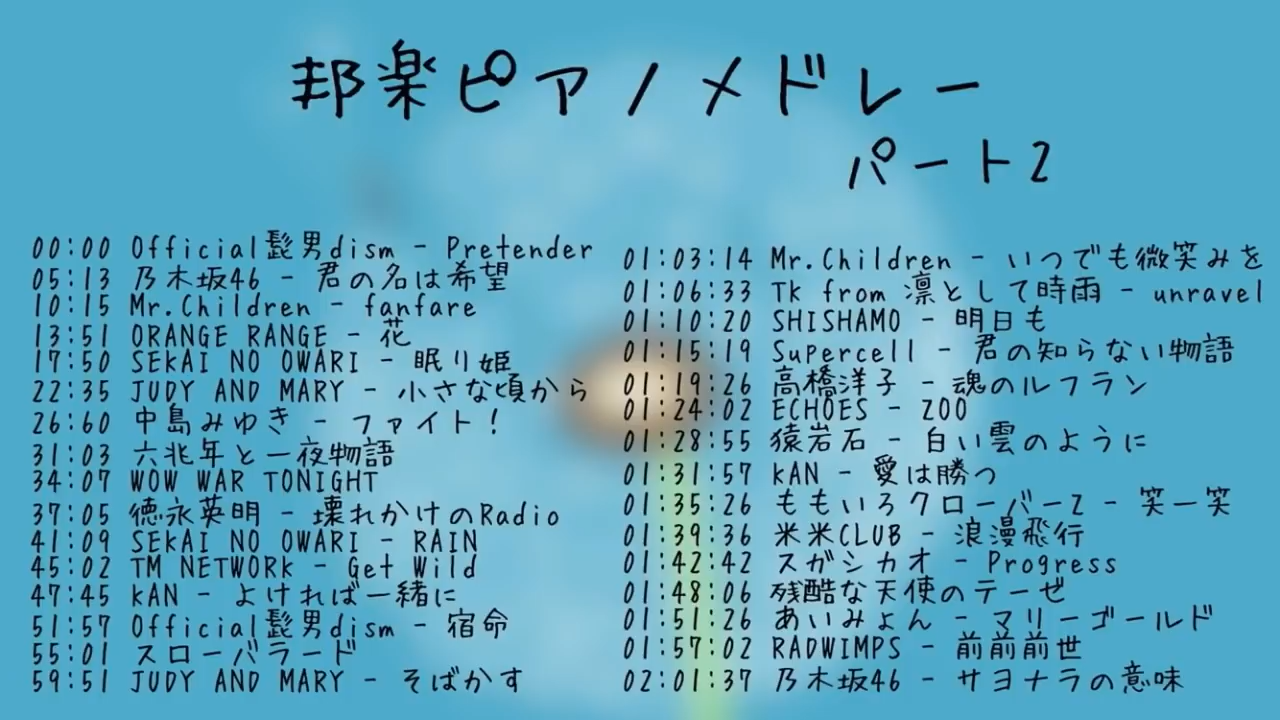 邦楽ピアノメドレー
パート2
00:00 Official髭男dism - Pretender
05:13 乃木坂46 - 君の名は希望
10:15 Mr.Children - fanfare
13:51 ORANGE RANGE - 花
17:50 SEKAI NO OWARI - 眠り姫
22:35 JUDY AND MARY - 小さな頃から
26:60 中島みゆき - ファイト!
31:03 六兆年と一夜物語
34:07 WOW WAR TONIGHT
37:05 徳永英明 - 壊れかけのRadio
41:09 SEKAI NO OWARI - RAIN
45:02 TM NETWORK - Get Wild
47:45 KAN - よければ一緒に
51:57 Official髭男dism - 宿命
55:01 スローバラード
59:51 JUDY AND MARY - そばかす
01:03:14 Mr.Children - いつでも微笑みを
01:06:33 TK from 凛として時雨 - unravel
01:10:20 SHISHAMO - 明日も
01:15:19 Supercell - 君の知らない物語
01:19:26 高橋洋子 - 魂のルフラン
01:24:02 ECHOES - ZOO
01:28:55 猿岩石 - 白い雲のように
01:31:57 KAN - 愛は勝つ
01:35:26 ももいろクローバーZ - 笑一笑
01:39:36 米米CLUB - 浪漫飛行
01:42:42 スガシカオ - Progress
01:48:06 残酷な天使のテーゼ
01:51:26 あいみょん - マリーゴールド
01:57:02 RADWIMPS - 前前前世
02:01:37 乃木坂46 - サヨナラの意味